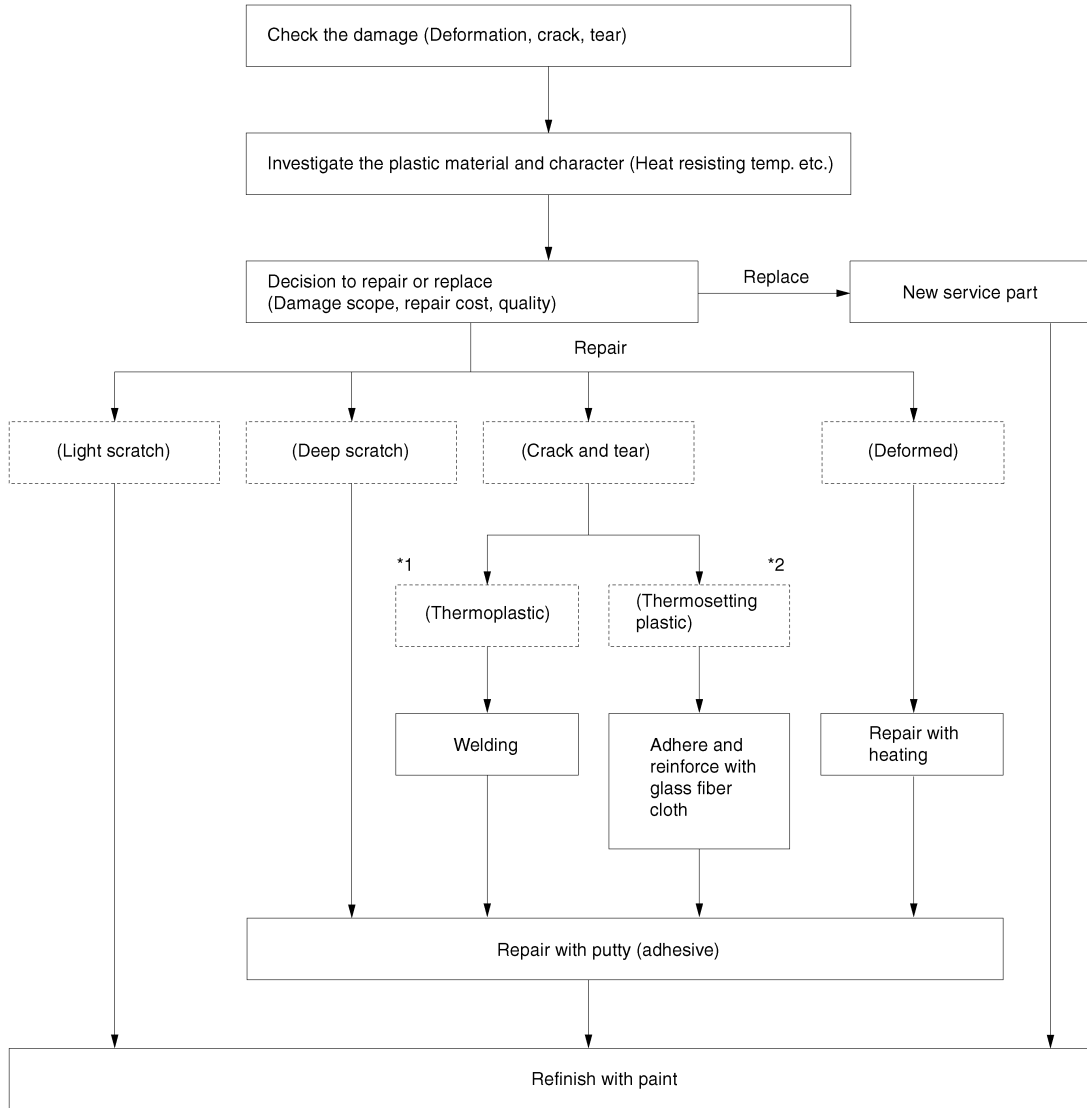 Check the damage (Deformation, crack, tear)
Investigate the plastic material and character (Heat resisting temp. etc.)
Decision to repair or replace
(Damage scope, repair cost, quality)
Replace
New service part
Repair
(Light scratch)
(Deep scratch)
(Crack and tear)
(Deformed)
*1
*2
(Thermoplastic)
(Thermosetting
plastic)
Welding
Adhere and
reinforce with
glass fiber
cloth
Repair with
heating
Repair with putty (adhesive)
Refinish with paint